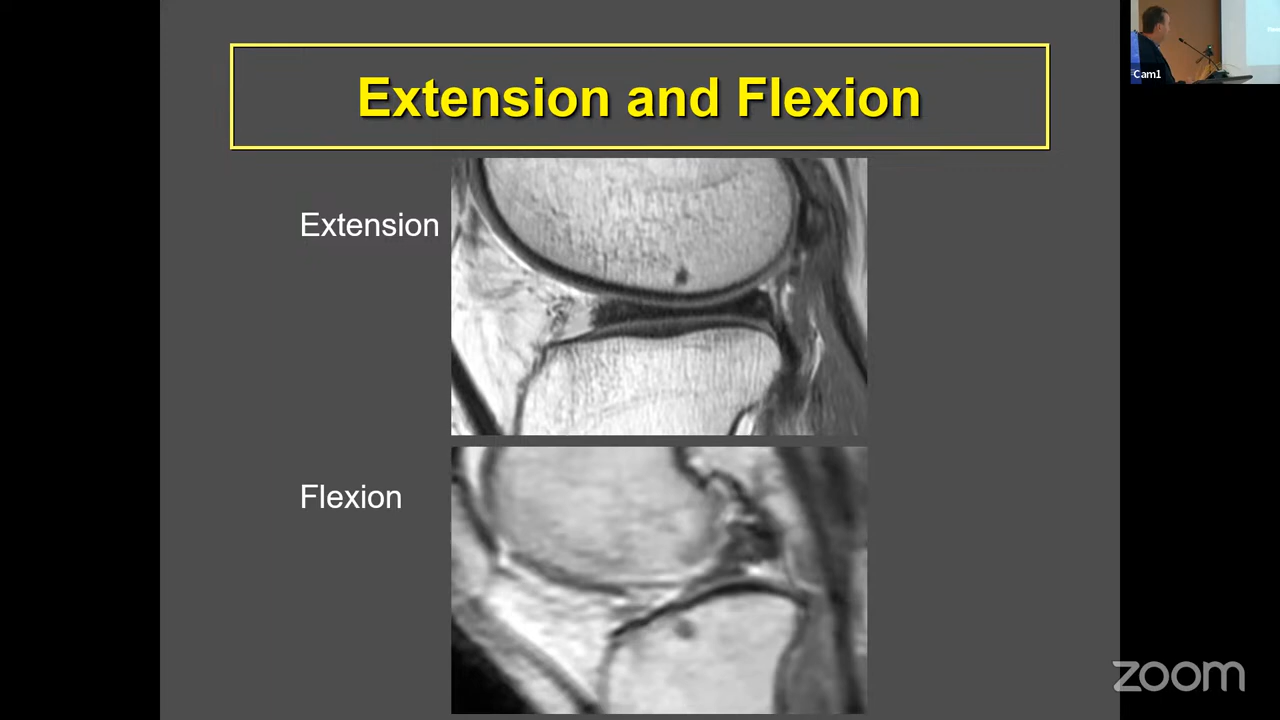 Extension and Flexion
Cam1
Extension
Flexion
zoom